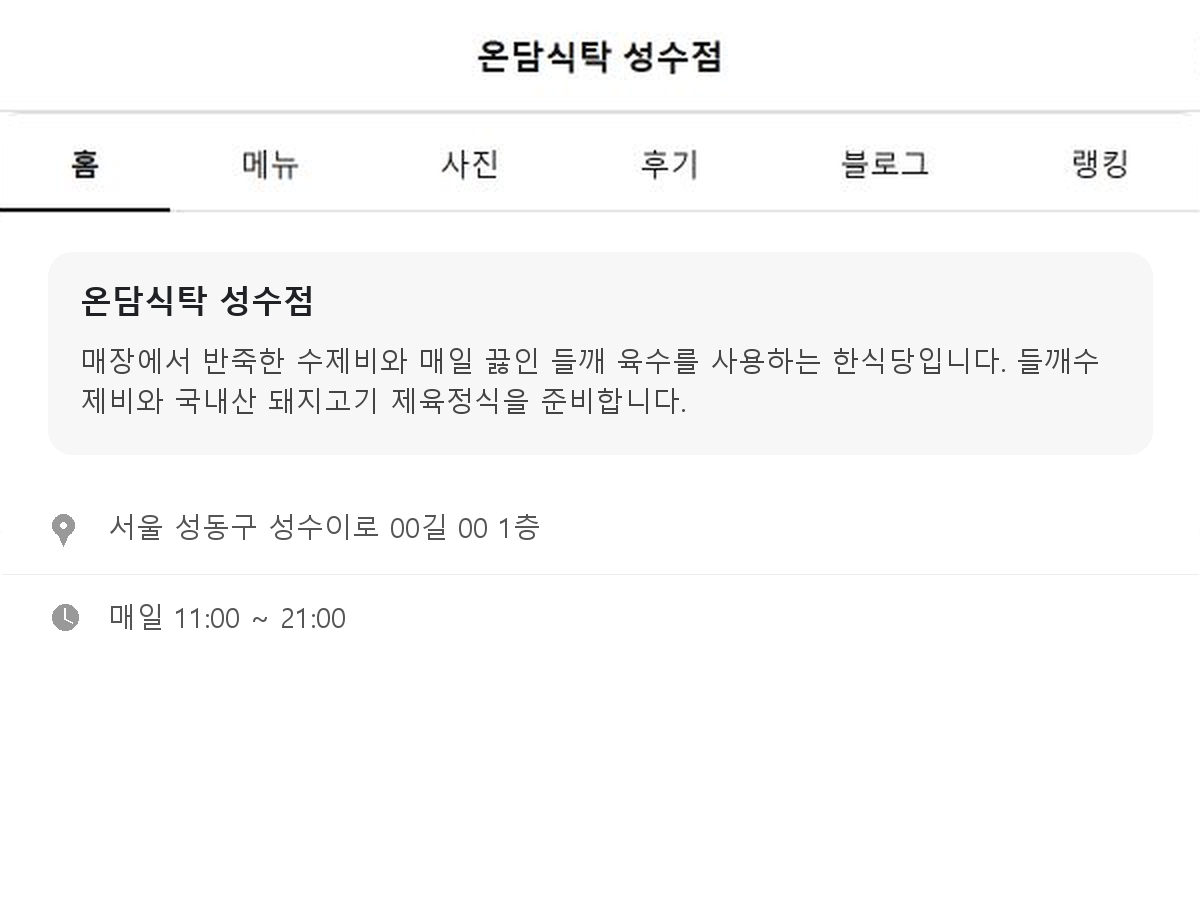 온담식탁 성수점
홈 메뉴 사진 후기 블로그 랭킹
온담식탁 성수점
매장에서 반죽한 수제비와 매일 끓인 들깨 육수를 사용하는 한식당입니다. 들깨수
제비와 국내산 돼지고기 제육정식을 준비합니다.
서울 성동구 성수이로 00길 00 1층
매일 11:00 ~ 21:00